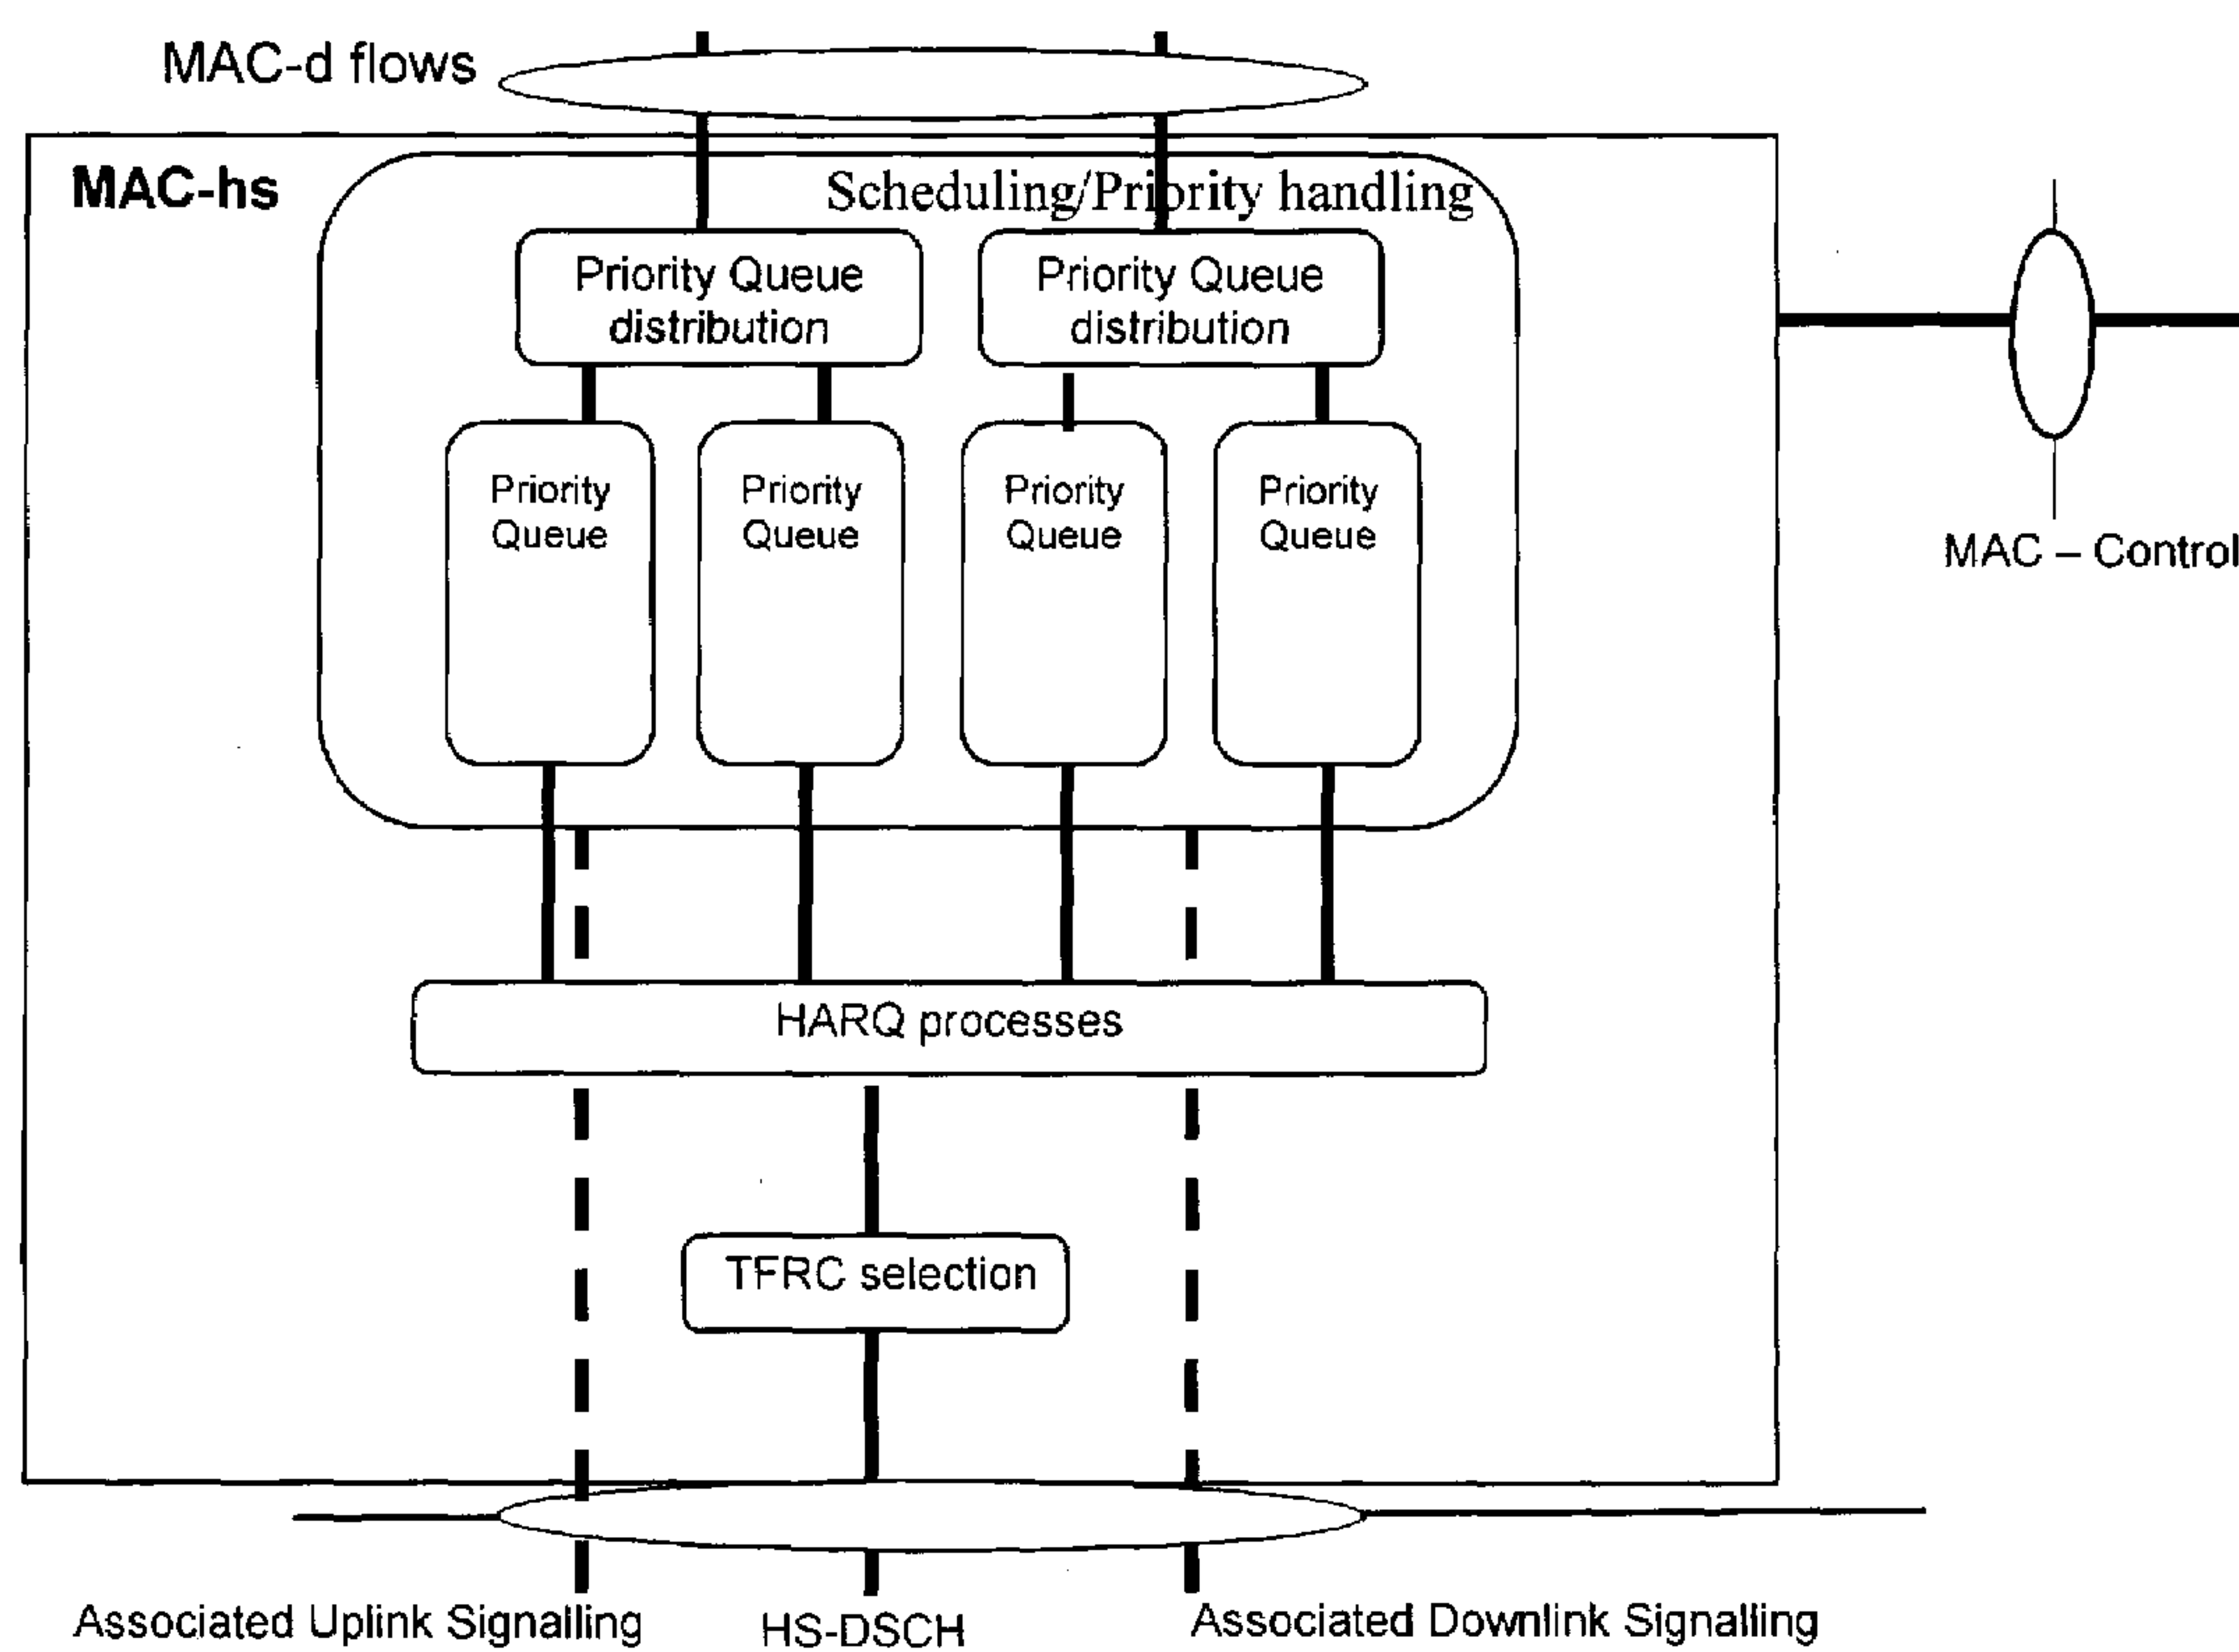 MAC-d flows
MAC-hs
Scheduling/Priority handling
Priority Queue
distribution
Priority Queue
distribution
Priority
Queue
Priority
Queue
Priority
Queue
Priority
Queue
MAC – Control
HARQ processes
TFRC selection
Associated Uplink Signalling
HS-DSCH
Associated Downlink Signalling